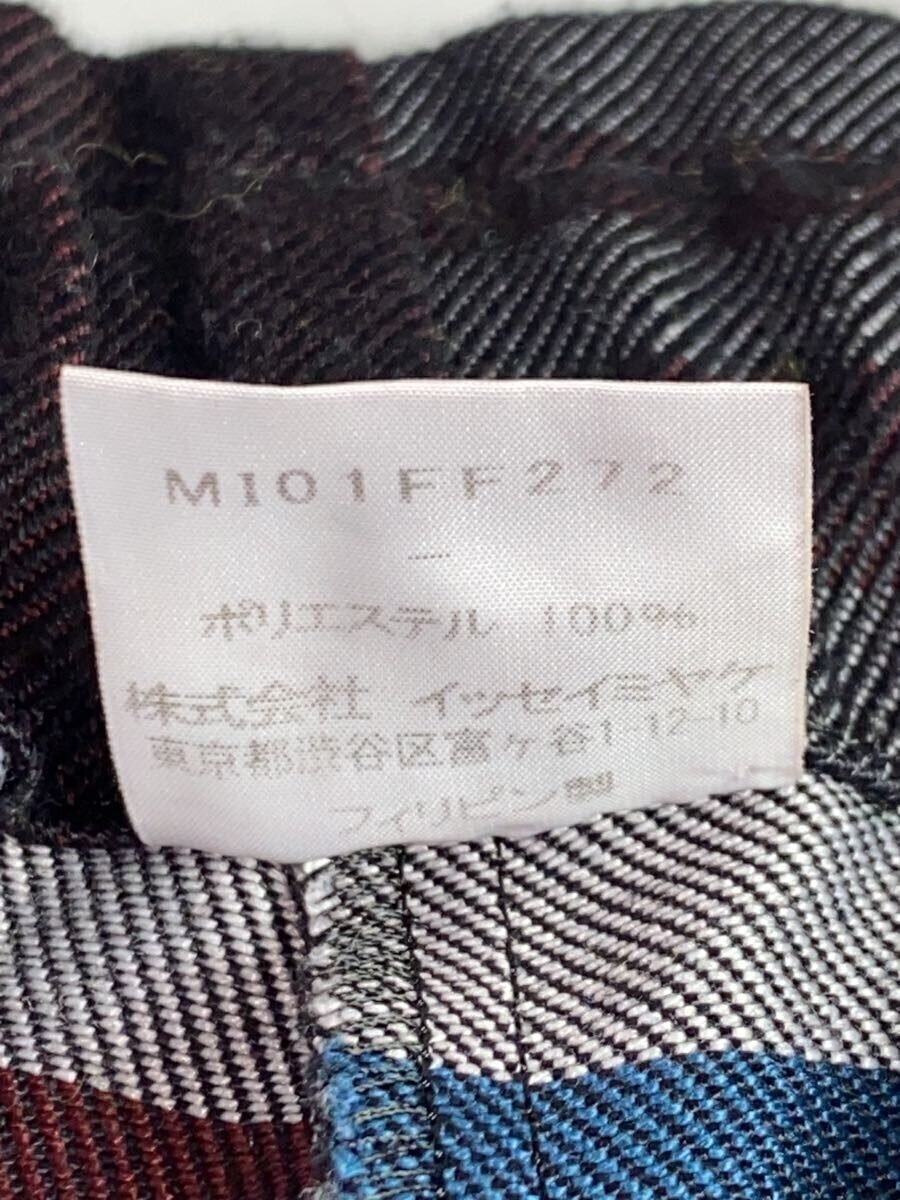 MI01FF272
—
ポリエステル 100%
株式会社 イッセイミヤケ
東京都渋谷区富ヶ谷1-12-10
フィリピン製